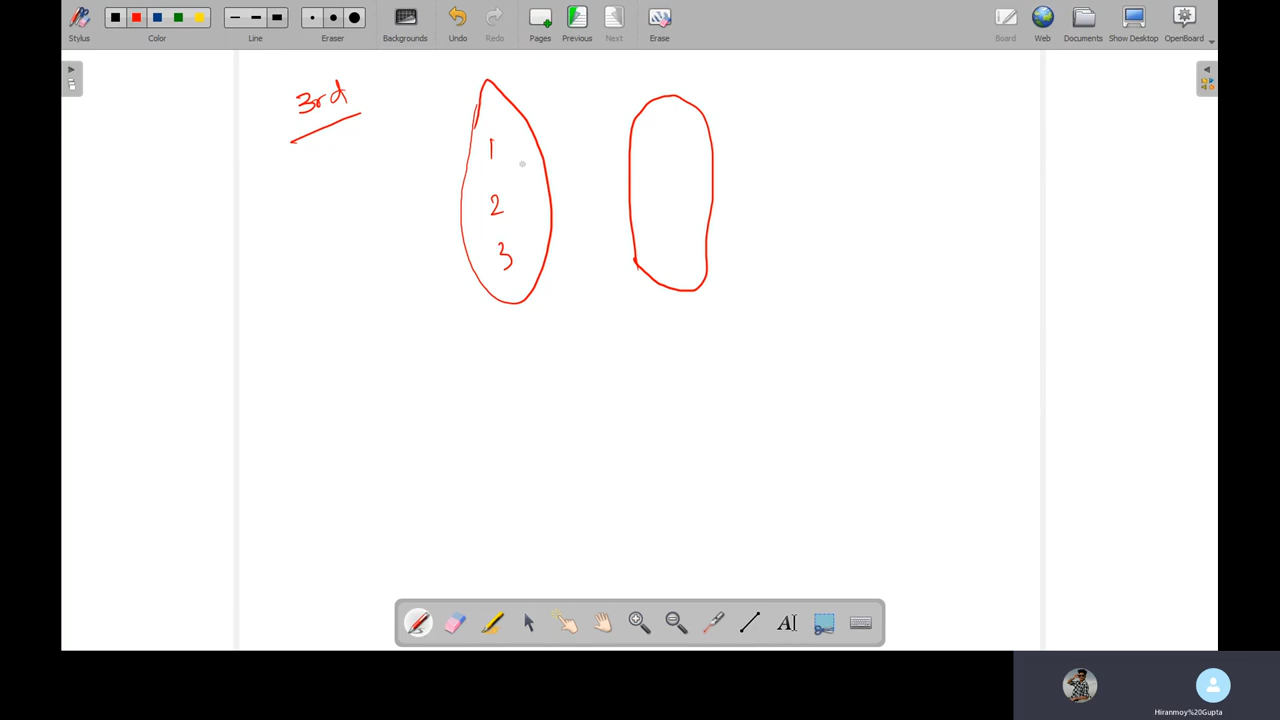 Stylus Color Line Eraser Backgrounds Undo Redo Pages Previous Next Erase Board Web Documents Show Desktop OpenBoard
3rd
1
2
3
A
Hiranmoy%20Gupta